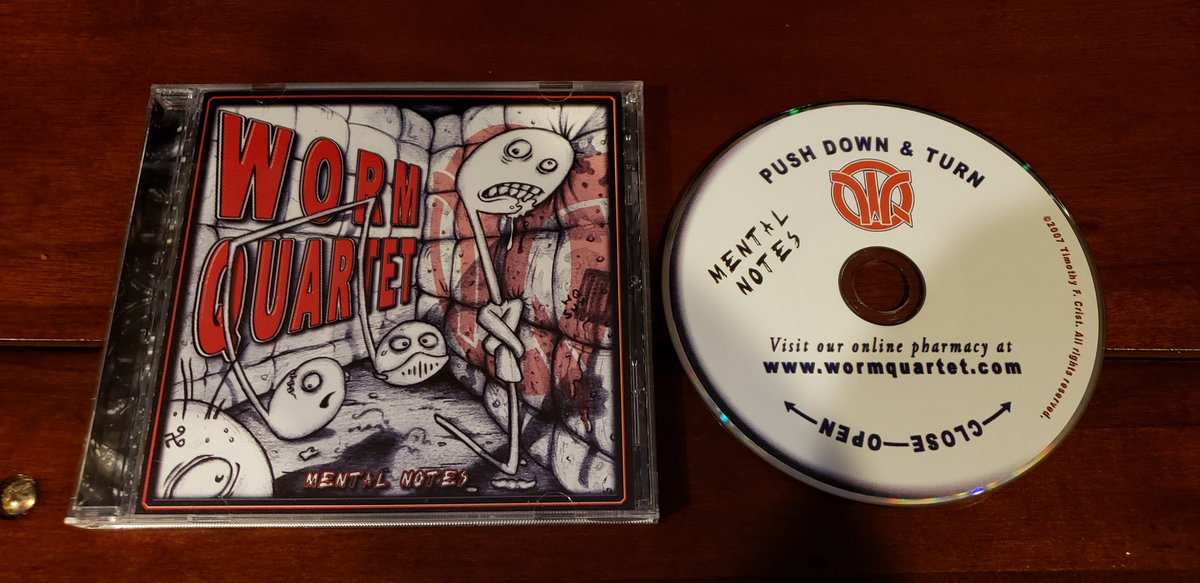 WORM
QUARTET
MENTAL NOTES
PUSH DOWN & TURN
MENTAL
NOTES
©2007 Timothy F. Crist. All rights reserved.
Visit our online pharmacy at
www.wormquartet.com
CLOSE—OPEN